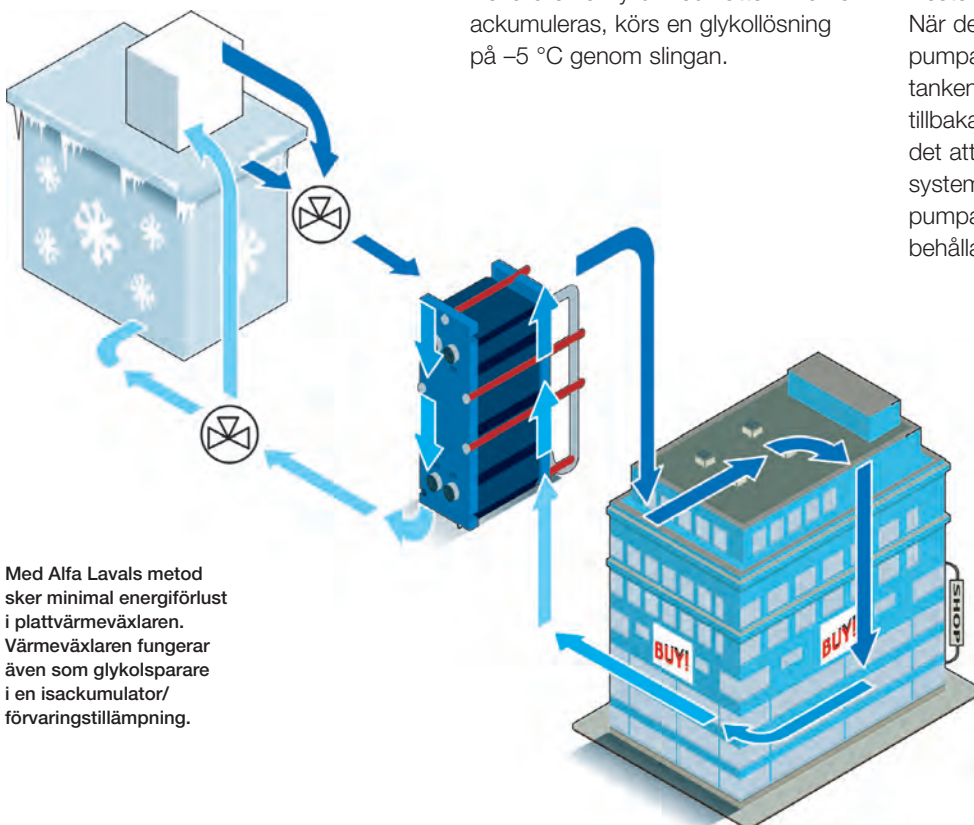 ackumuleras, körs en glykollösning
på –5 °C genom slingan.
När de
pumpa
tanken
tillbaka
det att
system
pumpa
behålla
Med Alfa Lavals metod
sker minimal energiförlust
i plattvärmeväxlaren.
Värmeväxlaren fungerar
även som glykolsparare
i en isackumulator/
förvaringstillämpning.
SHOP
BUY!
BUY!